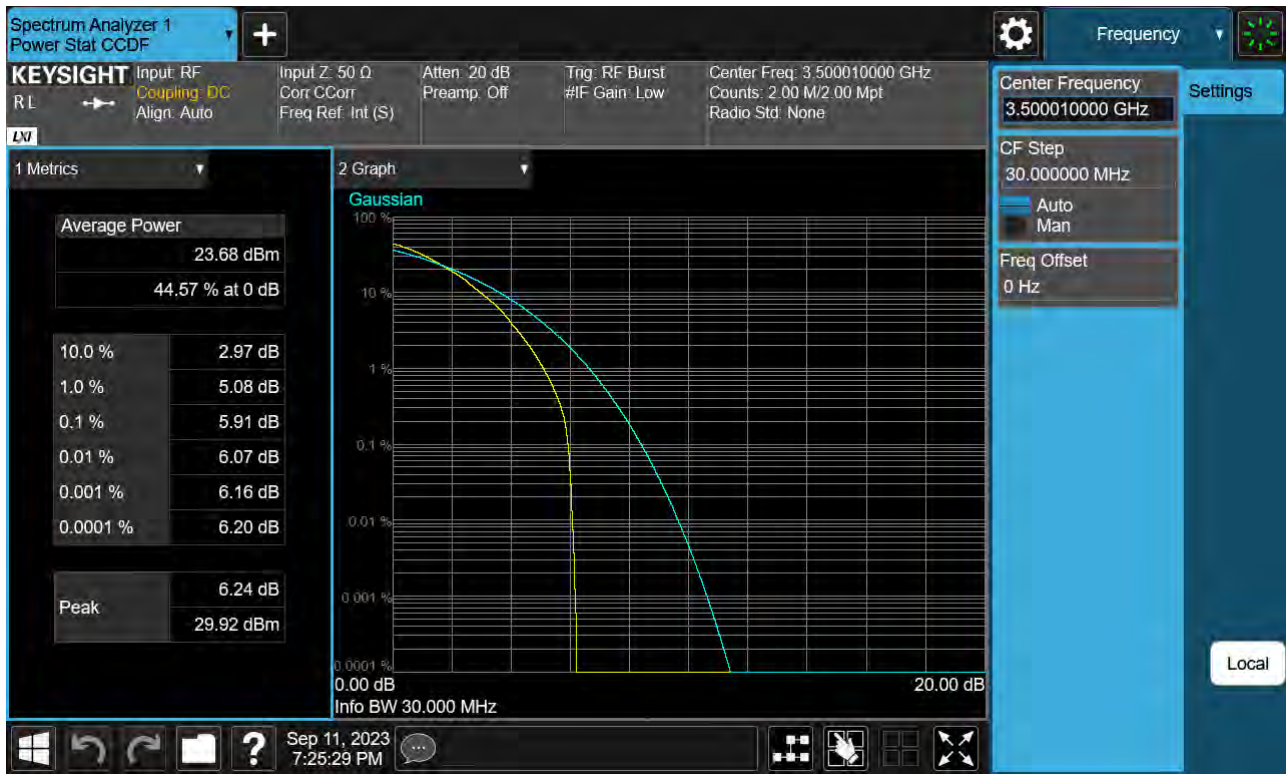 Spectrum Analyzer 1
Power Stat CCDF
+
Frequency
KEYSIGHT
RL
LXI
Input: RF
Coupling: DC
Align: Auto
Input Z: 50 Ω
Corr CCorr
Freq Ref: Int (S)
Atten: 20 dB
Preamp: Off
Trig: RF Burst
#IF Gain: Low
Center Freq: 3.500010000 GHz
Counts: 2.00 M/2.00 Mpt
Radio Std: None
Center Frequency
3.500010000 GHz
Settings
CF Step
30.000000 MHz
Auto
Man
Freq Offset
0 Hz
1 Metrics
Average Power
23.68 dBm
44.57 % at 0 dB
10.0 % 2.97 dB
1.0 % 5.08 dB
0.1 % 5.91 dB
0.01 % 6.07 dB
0.001 % 6.16 dB
0.0001 % 6.20 dB
Peak
6.24 dB
29.92 dBm
2 Graph
Gaussian
100 %
10 %
1 %
0.1 %
0.01 %
0.001 %
0.0001 %
0.00 dB
20.00 dB
Info BW 30.000 MHz
Local
?
Sep 11, 2023
7:25:29 PM